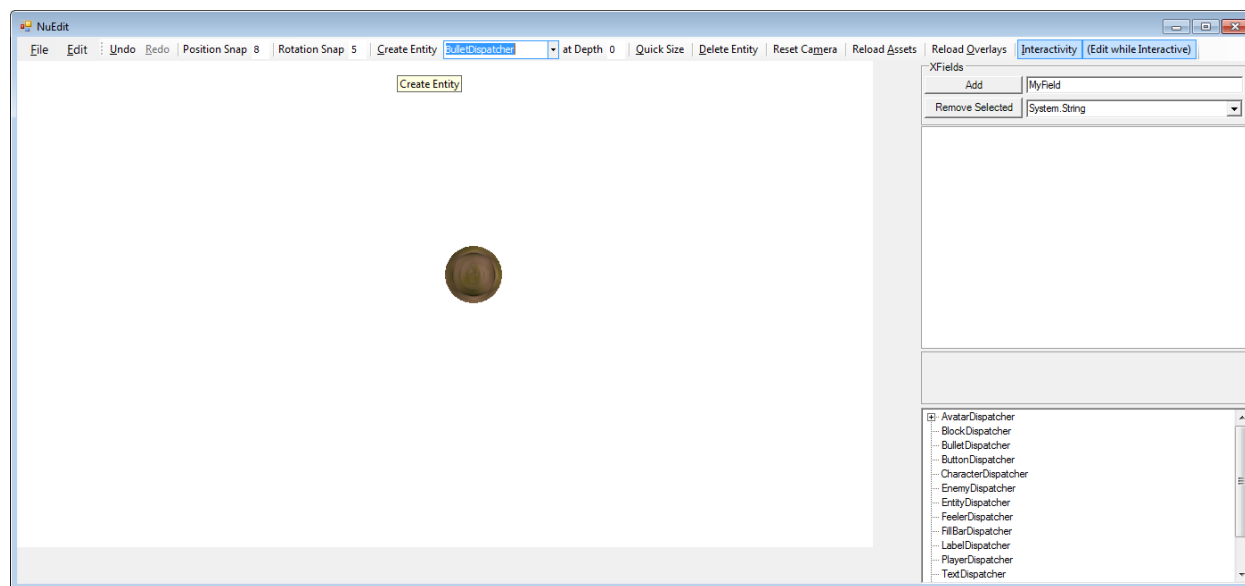 NuEdit
File Edit Undo Redo Position Snap 8 Rotation Snap 5 Create Entity BulletDispatcher at Depth 0 Quick Size Delete Entity Reset Camera Reload Assets Reload Overlays Interactivity (Edit while Interactive)
Create Entity
XFields
Add MyField
Remove Selected System.String
AvatarDispatcher
BlockDispatcher
BulletDispatcher
ButtonDispatcher
CharacterDispatcher
EnemyDispatcher
EntityDispatcher
FeelerDispatcher
FillBarDispatcher
LabelDispatcher
PlayerDispatcher
TextDispatcher